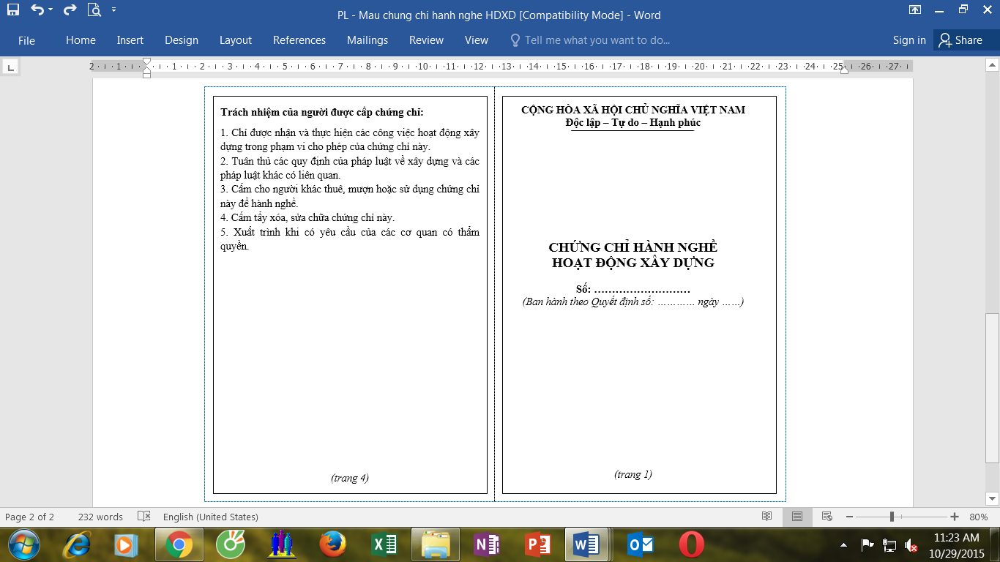 PL - Mau chung chi hanh nghe HDXD [Compatibility Mode] - Word
File Home Insert Design Layout References Mailings Review View Tell me what you want to do... Sign in Share
2 1 1 2 3 4 5 6 7 8 9 10 11 12 13 14 15 16 17 18 19 20 21 22 23 24 25 26 27
Trách nhiệm của người được cấp chứng chỉ:
1. Chỉ được nhận và thực hiện các công việc hoạt động xây
dựng trong phạm vi cho phép của chứng chỉ này.
2. Tuân thủ các quy định của pháp luật về xây dựng và các
pháp luật khác có liên quan.
3. Cấm cho người khác thuê, mượn hoặc sử dụng chứng chỉ
này để hành nghề.
4. Cấm tẩy xóa, sửa chữa chứng chỉ này.
5. Xuất trình khi có yêu cầu của các cơ quan có thẩm
quyền.
(trang 4)
CỘNG HÒA XÃ HỘI CHỦ NGHĨA VIỆT NAM
Độc lập – Tự do – Hạnh phúc
CHỨNG CHỈ HÀNH NGHỀ
HOẠT ĐỘNG XÂY DỰNG
Số: ………………………
(Ban hành theo Quyết định số: ………… ngày ……)
(trang 1)
Page 2 of 2 232 words English (United States) 80%
11:23 AM
10/29/2015